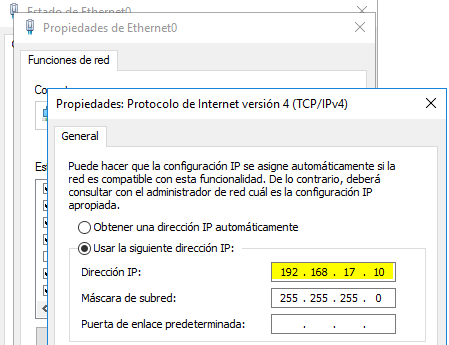 Estado de Ethernet0
Propiedades de Ethernet0
Funciones de red
Propiedades: Protocolo de Internet versión 4 (TCP/IPv4)
General
Puede hacer que la configuración IP se asigne automáticamente si la
red es compatible con esta funcionalidad. De lo contrario, deberá
consultar con el administrador de red cuál es la configuración IP
apropiada.
Obtener una dirección IP automáticamente
Usar la siguiente dirección IP:
Dirección IP: 192 . 168 . 17 . 10
Máscara de subred: 255 . 255 . 255 . 0
Puerta de enlace predeterminada: . . .